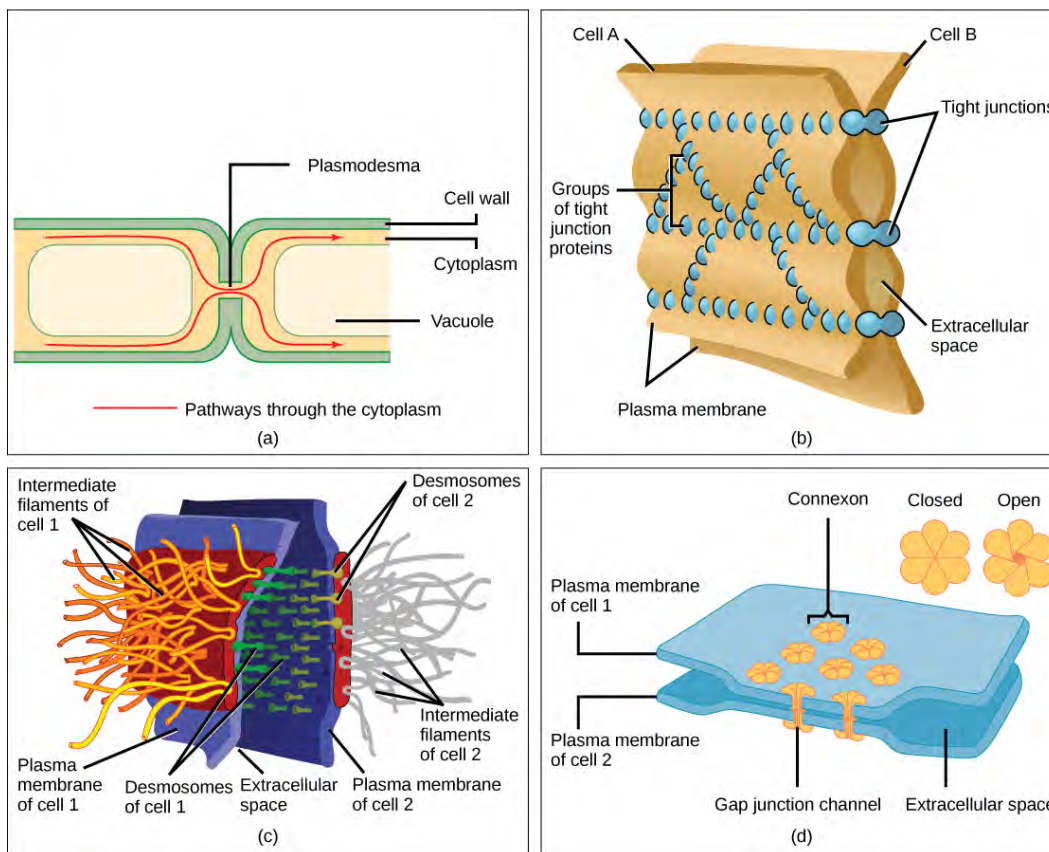 Plasmodesma
Cell wall
Cytoplasm
Vacuole
Pathways through the cytoplasm
(a)
Cell A
Cell B
Tight junctions
Groups
of tight
junction
proteins
Extracellular
space
Plasma membrane
(b)
Intermediate
filaments of
cell 1
Desmosomes
of cell 2
Intermediate
filaments
of cell 2
Plasma
membrane
of cell 1
Desmosomes
of cell 1
Extracellular
space
Plasma membrane
of cell 2
(c)
Connexon
Closed
Open
Plasma membrane
of cell 1
Plasma membrane
of cell 2
Gap junction channel
Extracellular space
(d)